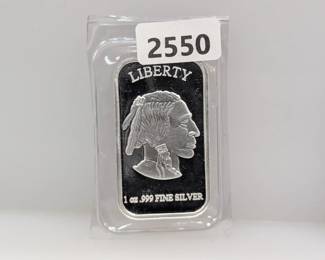 2550
LIBERTY
1 oz .999 FINE SILVER